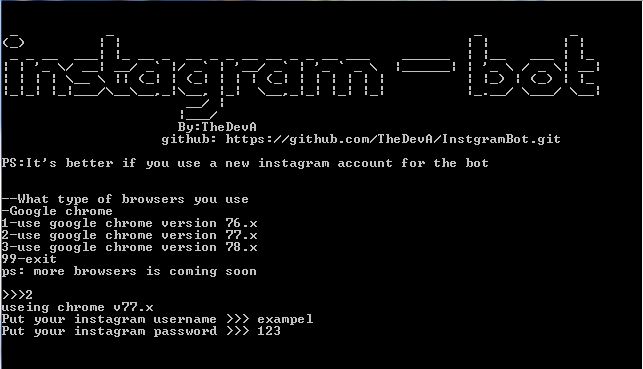 instagram - bot
By:TheDevA
github: https://github.com/TheDevA/InstgramBot.git
PS:It's better if you use a new instagram account for the bot
--What type of browsers you use
-Google chrome
1-use google chrome version 76.x
2-use google chrome version 77.x
3-use google chrome version 78.x
99-exit
ps: more browsers is coming soon
>>>2
useing chrome v77.x
Put your instagram username >>> exampel
Put your instagram password >>> 123